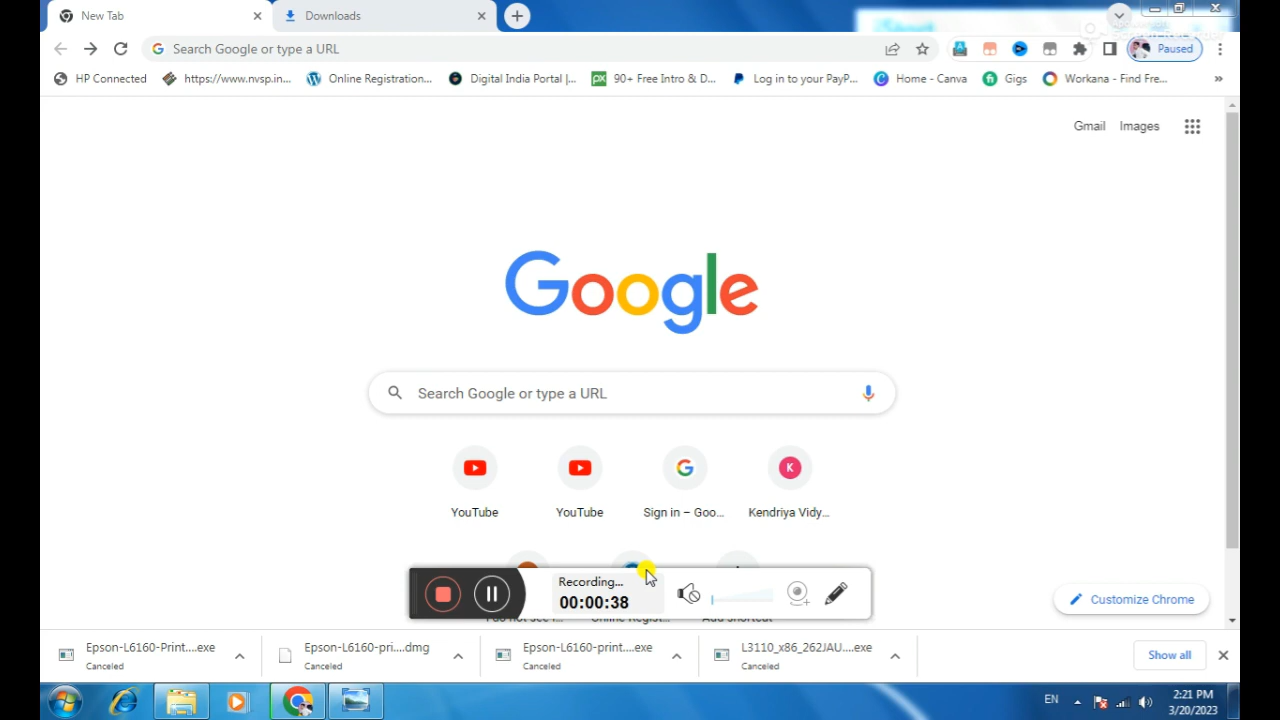 New Tab
Downloads
Search Google or type a URL
Paused
HP Connected
https://www.nvsp.in...
Online Registration...
Digital India Portal |...
90+ Free Intro & D...
Log in to your PayP...
Home - Canva
Gigs
Workana - Find Fre...
»
Gmail
Images
Google
Search Google or type a URL
K
YouTube
YouTube
Sign in – Goo...
Kendriya Vidy...
Recording...
00:00:38
Customize Chrome
Epson-L6160-Print....exe
Canceled
Epson-L6160-pri....dmg
Canceled
Epson-L6160-print....exe
Canceled
L3110_x86_262JAU....exe
Canceled
Show all
EN
2:21 PM
3/20/2023